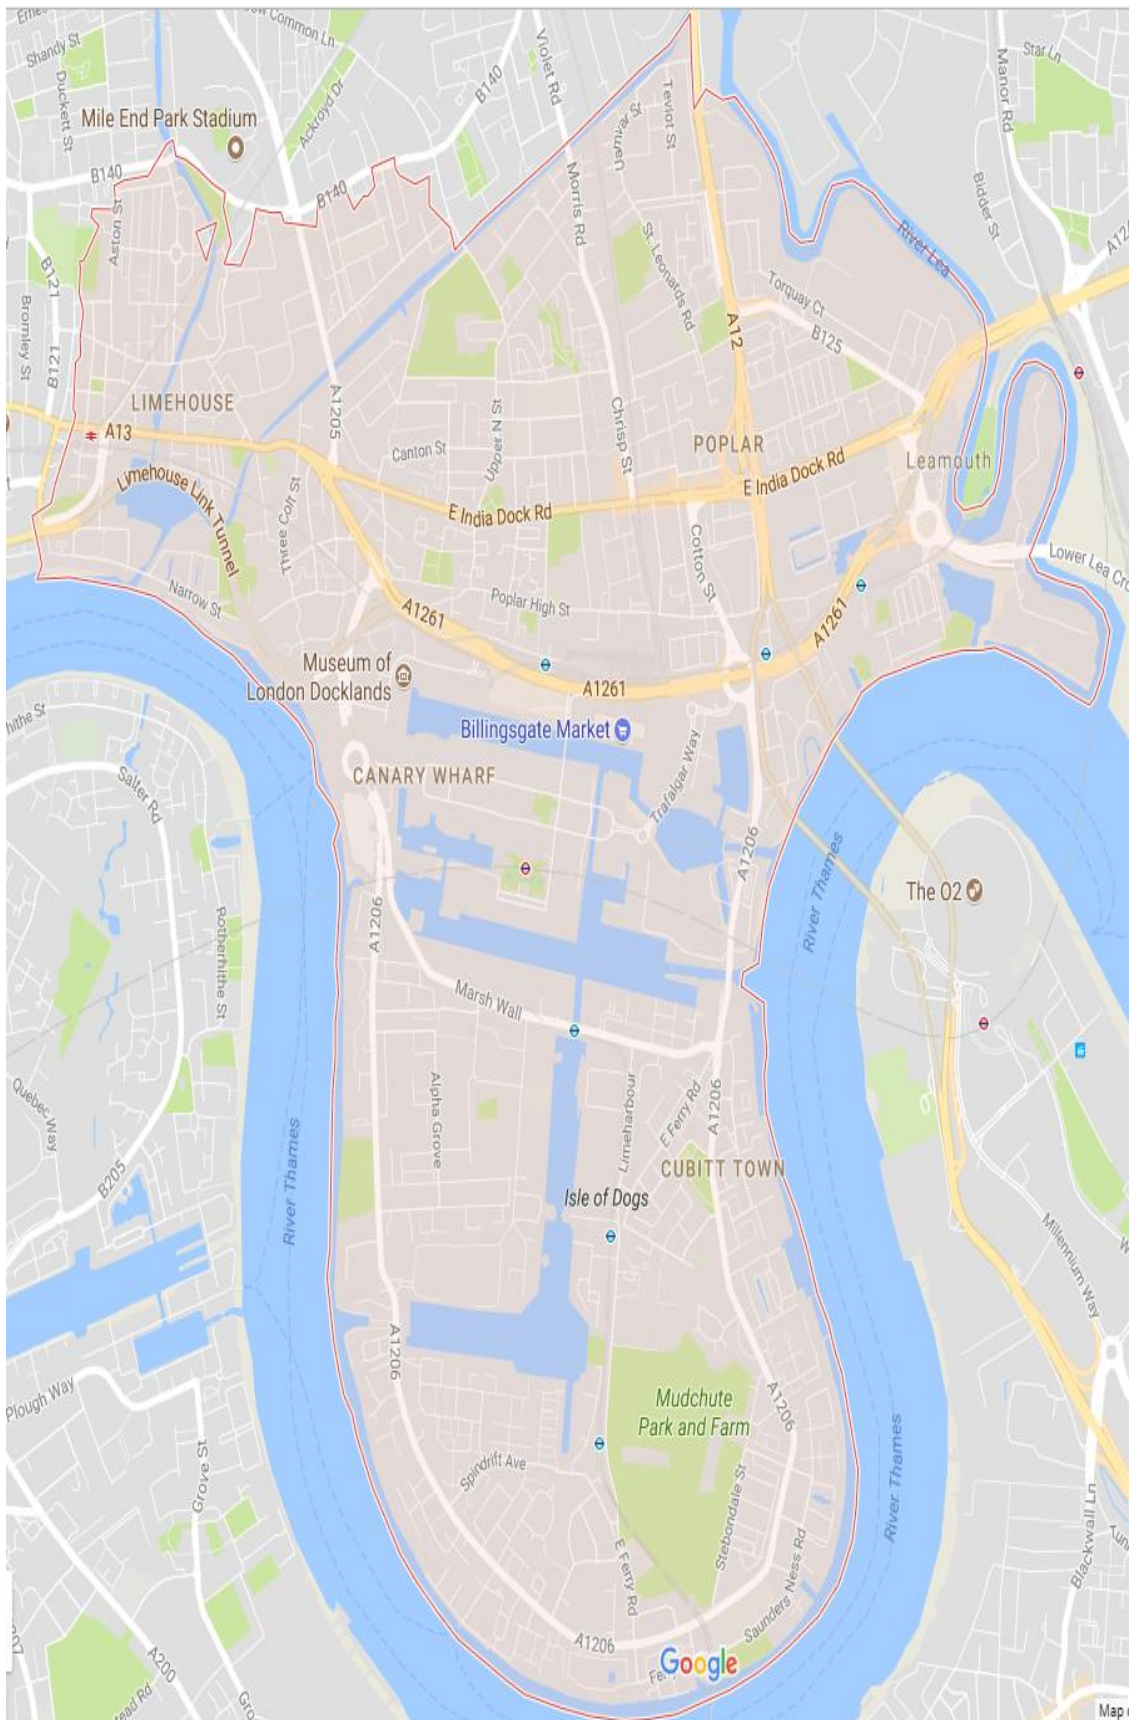 Shandy St
Duckett St
Mile End Park Stadium
Ackroyd Dr
B140
Violet Rd
Teviot St
Manor Rd
Star Ln
B140
B140
Aston St
Morris Rd
St. Leonards Rd
River Lea
Bidder St
B121
Bromley St
B121
Torquay Ct
A12
B125
LIMEHOUSE
A1205
A13
Canton St
Upper N St
Chrisp St
POPLAR
Leamouth
E India Dock Rd
E India Dock Rd
Limehouse Link Tunnel
Three Colt St
Narrow St
Cotton St
Lower Lea Cro
A1261
Poplar High St
A1261
Museum of
London Docklands
A1261
Billingsgate Market
Trafalgar Way
CANARY WHARF
Salter Rd
A1206
River Thames
The O2
A1206
Rotherhithe St
Marsh Wall
Quebec Way
Alpha Grove
Limeharbour
E Ferry Rd
A1206
CUBITT TOWN
B205
River Thames
Isle of Dogs
Millennium Way
A1206
Plough Way
Mudchute
Park and Farm
A1206
Grove St
Spindrift Ave
River Thames
Stebondale St
Blackwall Ln
E Ferry Rd
Saunders Ness Rd
A1206
A200
Google
Map